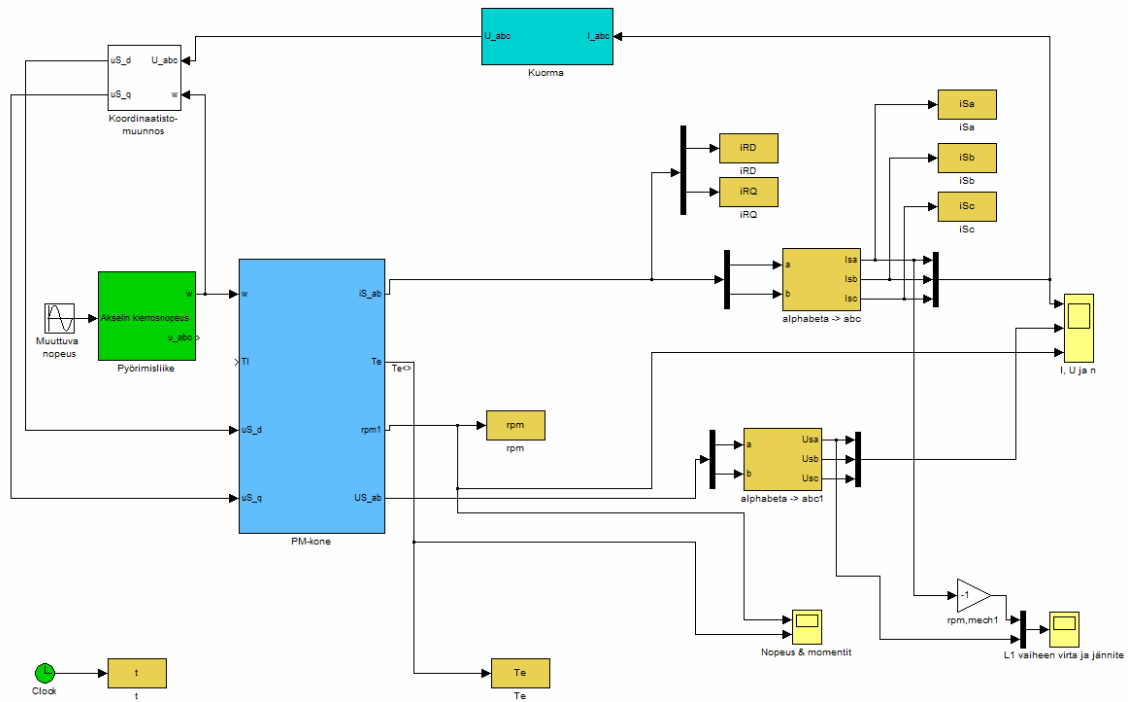 U_abc
I_abc
Kuorma
uS_d
U_abc
uS_q
w
Koordinaatisto-
muunnos
iSa
iSa
iSb
iSb
iSc
iSc
iRD
iRD
iRQ
iRQ
Muuttuva
nopeus
w
Akselin kierrosnopeus
u_abc
Pyörimisliike
w
Tl
uS_d
uS_q
iS_ab
Te
rpm1
US_ab
PM-kone
Te<>
a
b
Isa
Isb
Isc
alphabeta -> abc
I, U ja n
rpm
rpm
a
b
Usa
Usb
Usc
alphabeta -> abc1
-1
rpm,mech1
Nopeus & momentit
L1 vaiheen virta ja jännite
Clock
t
t
Te
Te